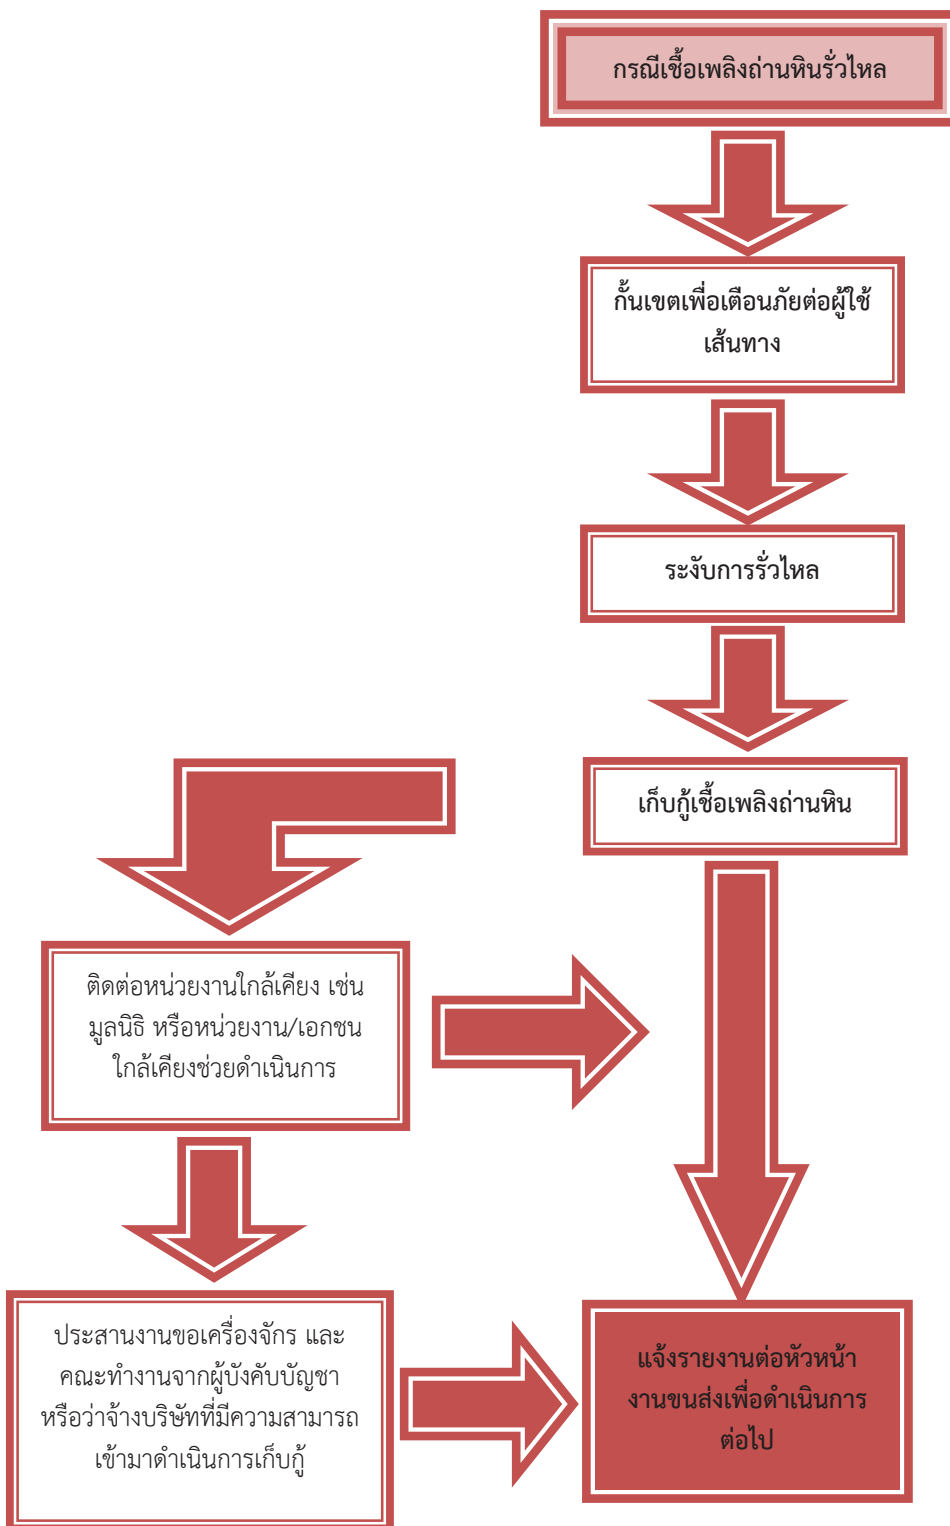 กรณีเชื้อเพลิงถ่านหินรั่วไหล
กั้นเขตเพื่อเตือนภัยต่อผู้ใช้
เส้นทาง
ระงับการรั่วไหล
เก็บกู้เชื้อเพลิงถ่านหิน
ติดต่อหน่วยงานใกล้เคียง เช่น
มูลนิธิ หรือหน่วยงาน/เอกชน
ใกล้เคียงช่วยดำเนินการ
ประสานงานขอเครื่องจักร และ
คณะทำงานจากผู้บังคับบัญชา
หรือว่าจ้างบริษัทที่มีความสามารถ
เข้ามาดำเนินการเก็บกู้
แจ้งรายงานต่อหัวหน้า
งานขนส่งเพื่อดำเนินการ
ต่อไป